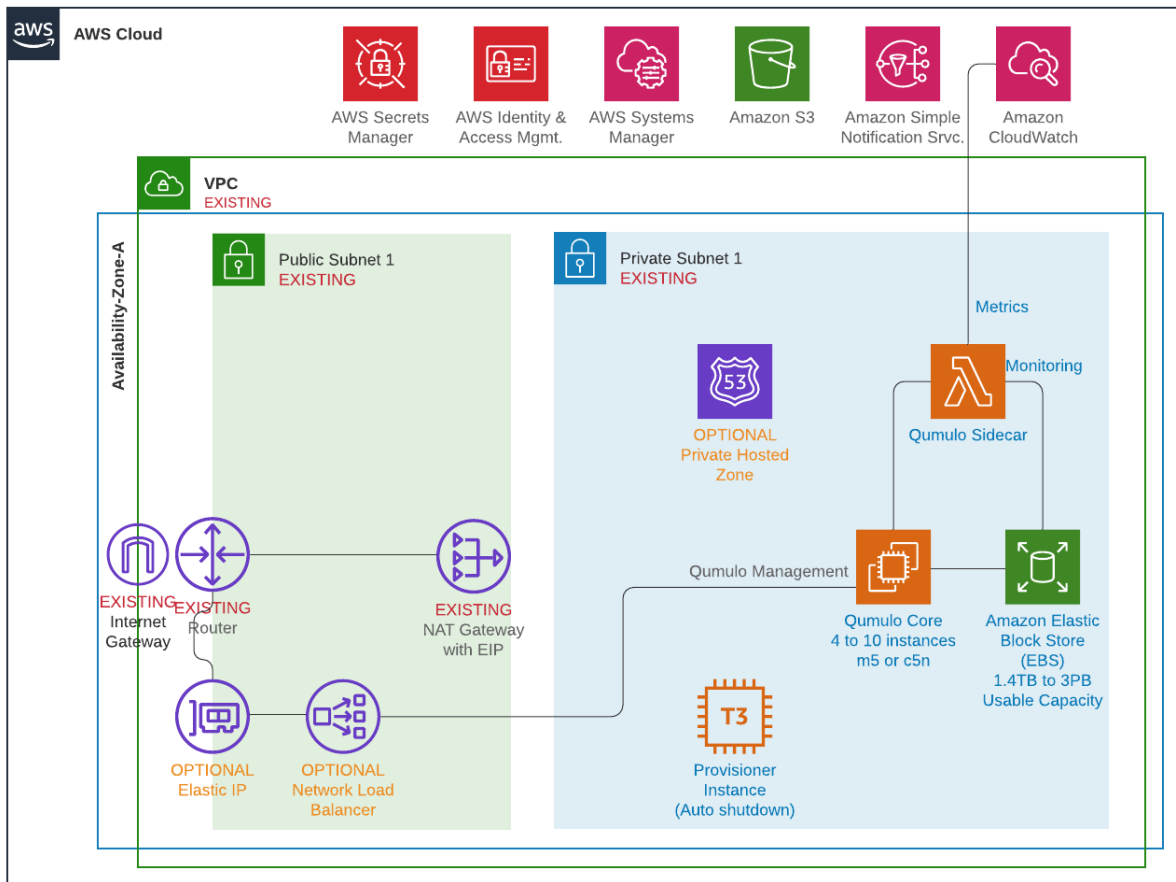 aws
AWS Cloud
AWS Secrets
Manager
AWS Identity &
Access Mgmt.
AWS Systems
Manager
Amazon S3
Amazon Simple
Notification Srvc.
Amazon
CloudWatch
VPC
EXISTING
Availability-Zone-A
Public Subnet 1
EXISTING
Private Subnet 1
EXISTING
Metrics
Monitoring
53
OPTIONAL
Private Hosted
Zone
Qumulo Sidecar
EXISTING
Internet
Gateway
EXISTING
Router
EXISTING
NAT Gateway
with EIP
Qumulo Management
Qumulo Core
4 to 10 instances
m5 or c5n
Amazon Elastic
Block Store
(EBS)
1.4TB to 3PB
Usable Capacity
OPTIONAL
Elastic IP
OPTIONAL
Network Load
Balancer
T3
Provisioner
Instance
(Auto shutdown)